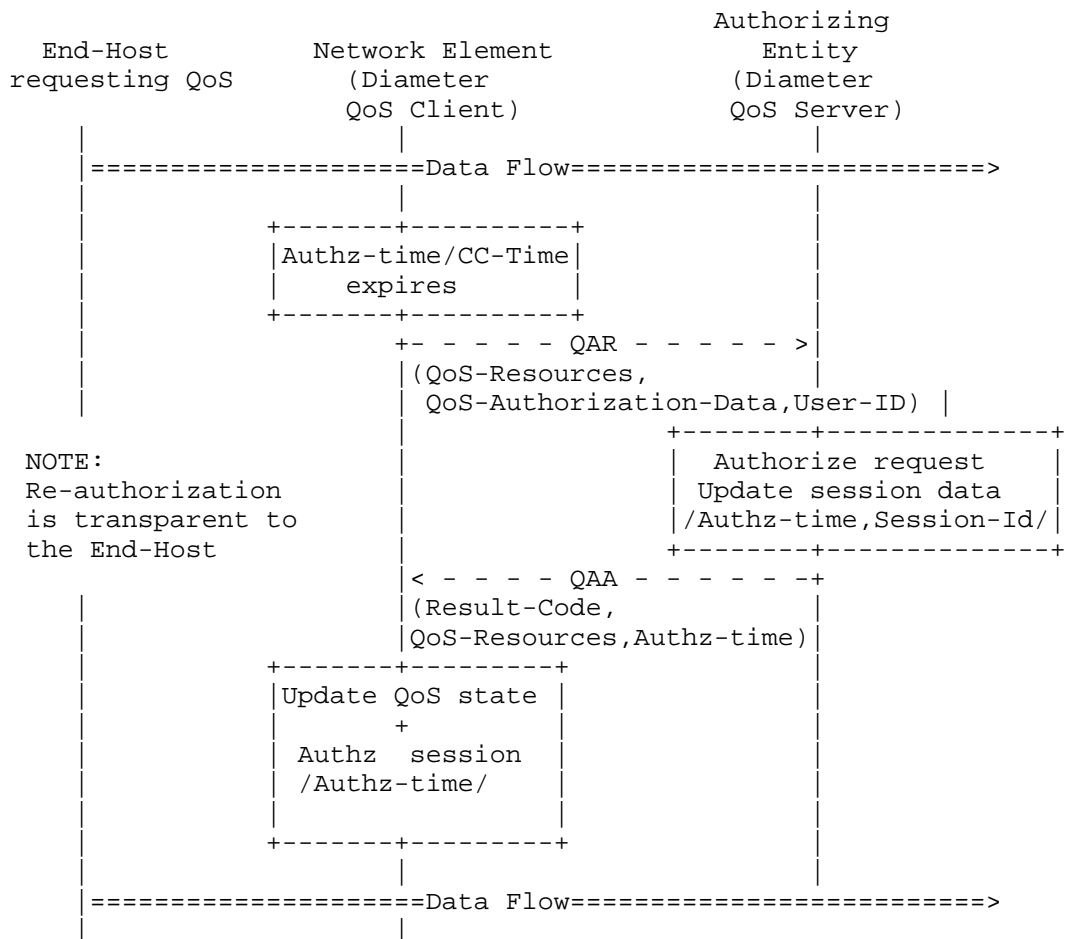 Authorizing
End-Host Network Element Entity
requesting QoS (Diameter (Diameter
QoS Client) QoS Server)
=====================Data Flow==========================>
Authz-time/CC-Time
expires
+- - - - - QAR - - - - - >
(QoS-Resources,
QoS-Authorization-Data,User-ID)
NOTE: Authorize request
Re-authorization Update session data
is transparent to /Authz-time,Session-Id/
the End-Host
< - - - - QAA - - - - - -+
(Result-Code,
QoS-Resources,Authz-time)
Update QoS state
+
Authz session
/Authz-time/
=====================Data Flow==========================>